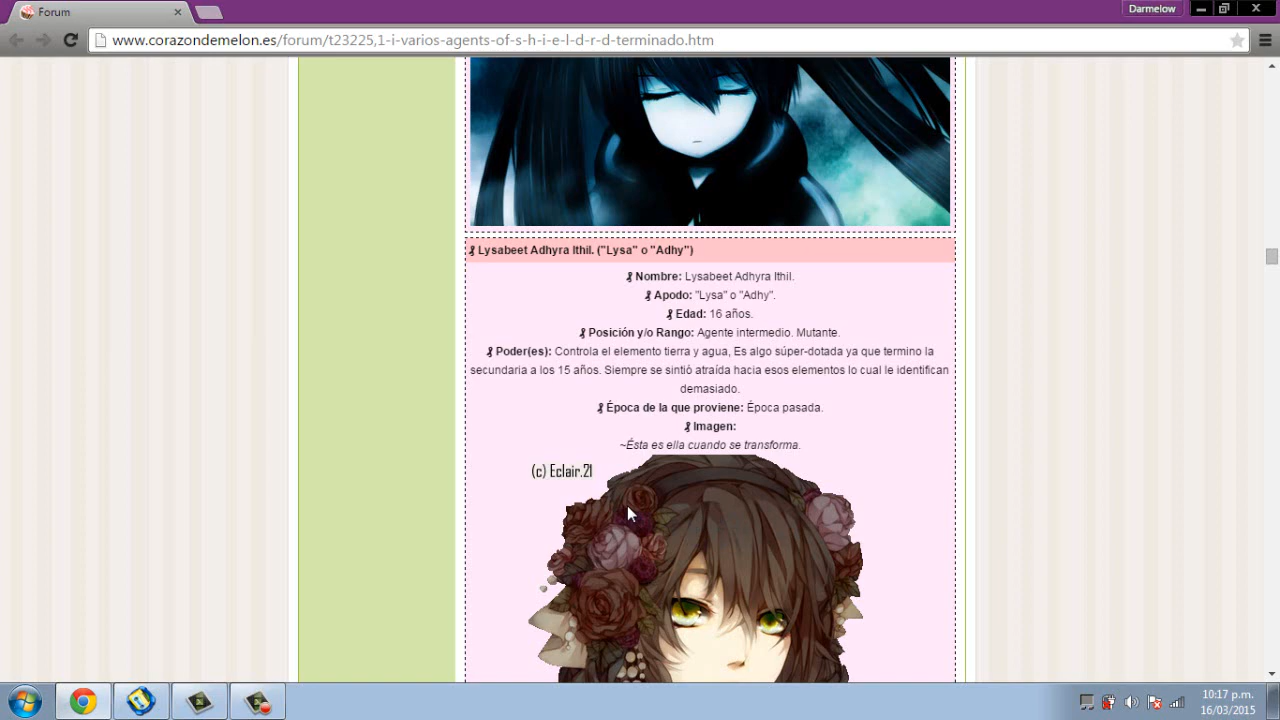 Forum
Darmelow
www.corazondemelon.es/forum/t23225,1-i-varios-agents-of-s-h-i-e-l-d-r-d-terminado.htm
Lysabeet Adhyra Ithil. ("Lysa" o "Adhy")
Nombre: Lysabeet Adhyra Ithil.
Apodo: "Lysa" o "Adhy".
Edad: 16 años.
Posición y/o Rango: Agente intermedio. Mutante.
Poder(es): Controla el elemento tierra y agua, Es algo súper-dotada ya que termino la
secundaria a los 15 años. Siempre se sintió atraída hacia esos elementos lo cual le identifican
demasiado.
Época de la que proviene: Época pasada.
Imagen:
~Ésta es ella cuando se transforma.
(c) Eclair.21
10:17 p.m.
16/03/2015